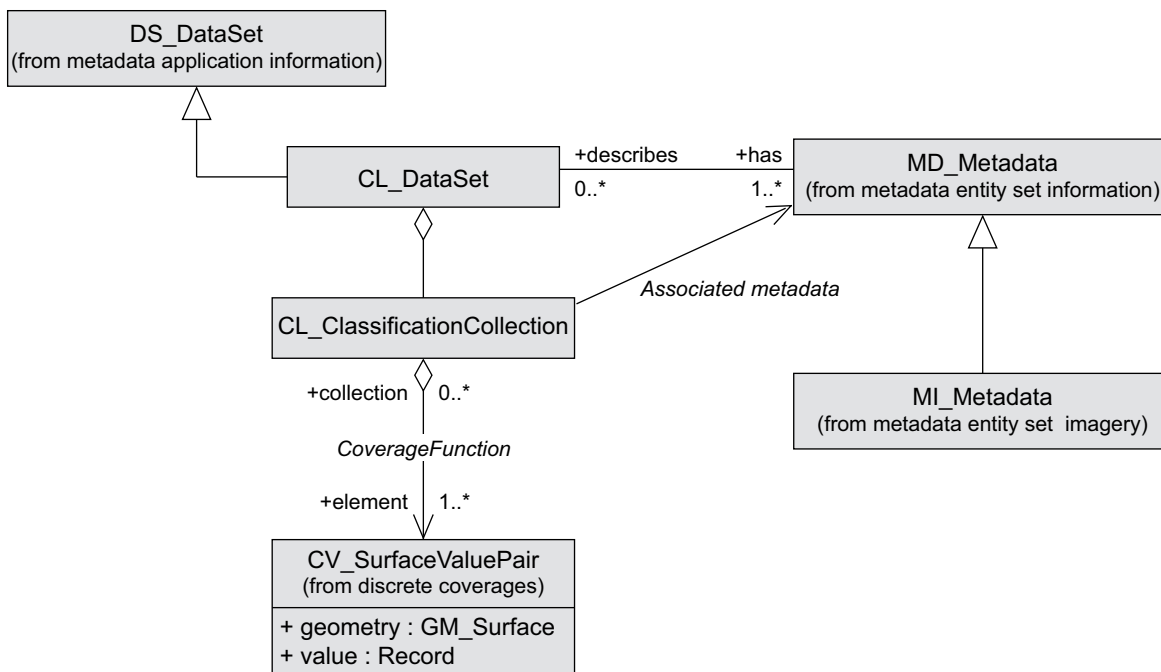 DS_DataSet
(from metadata application information)
CL_DataSet
+describes
+has
0..*
1..*
MD_Metadata
(from metadata entity set information)
Associated metadata
CL_ClassificationCollection
+collection
0..*
CoverageFunction
+element
1..*
MI_Metadata
(from metadata entity set imagery)
CV_SurfaceValuePair
(from discrete coverages)
+ geometry : GM_Surface
+ value : Record